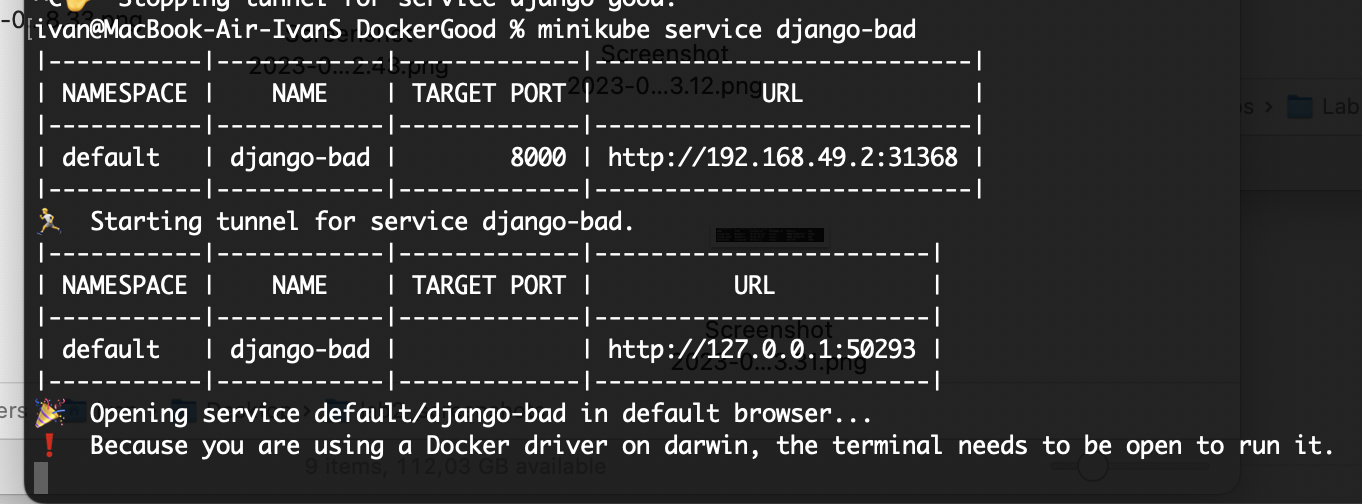 ^C✋ Stopping tunnel for service django-good.
[ivan@MacBook-Air-IvanS DockerGood % minikube service django-bad
|-----------|------------|-------------|---------------------------|
| NAMESPACE |    NAME    | TARGET PORT |            URL            |
|-----------|------------|-------------|---------------------------|
| default   | django-bad |        8000 | http://192.168.49.2:31368 |
|-----------|------------|-------------|---------------------------|
🏃  Starting tunnel for service django-bad.
|-----------|------------|-------------|------------------------|
| NAMESPACE |    NAME    | TARGET PORT |          URL           |
|-----------|------------|-------------|------------------------|
| default   | django-bad |             | http://127.0.0.1:50293 |
|-----------|------------|-------------|------------------------|
🎉  Opening service default/django-bad in default browser...
❗  Because you are using a Docker driver on darwin, the terminal needs to be open to run it.
Screenshot
2023-0...2.43.png
Screenshot
2023-0...3.12.png
Lab
Screenshot
2023-0...3.31.png
9 items, 112,03 GB available